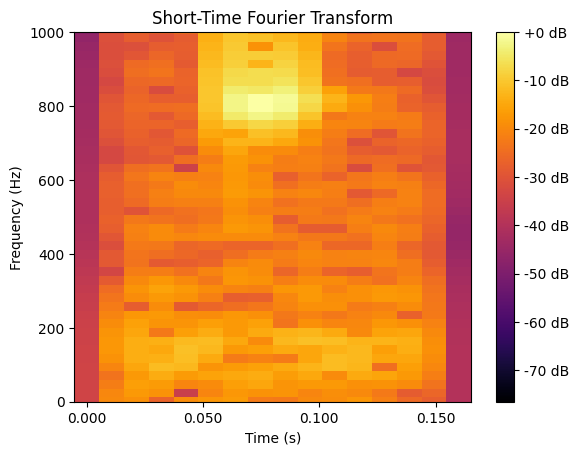 Short-Time Fourier Transform
Frequency (Hz)
1000
800
600
400
200
0
0.000
0.050
0.100
0.150
Time (s)
+0 dB
-10 dB
-20 dB
-30 dB
-40 dB
-50 dB
-60 dB
-70 dB